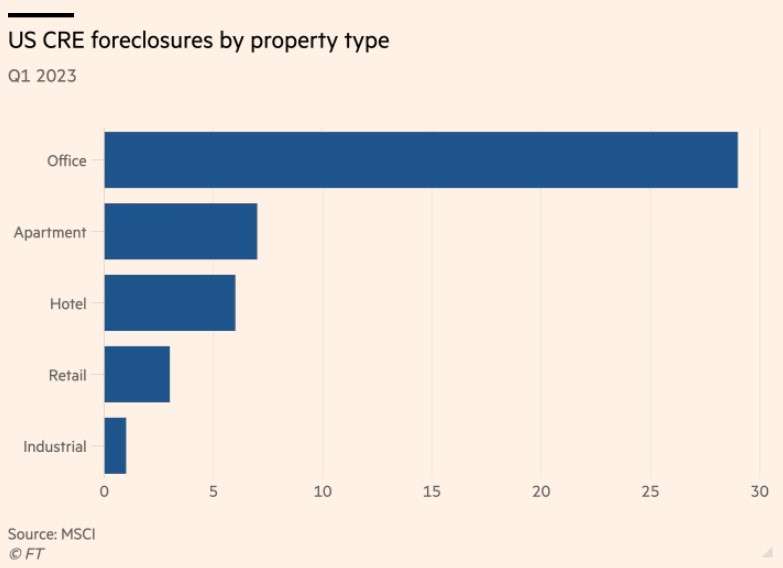 US CRE foreclosures by property type
Q1 2023
Office
Apartment
Hotel
Retail
Industrial
0 5 10 15 20 25 30
Source: MSCI
© FT